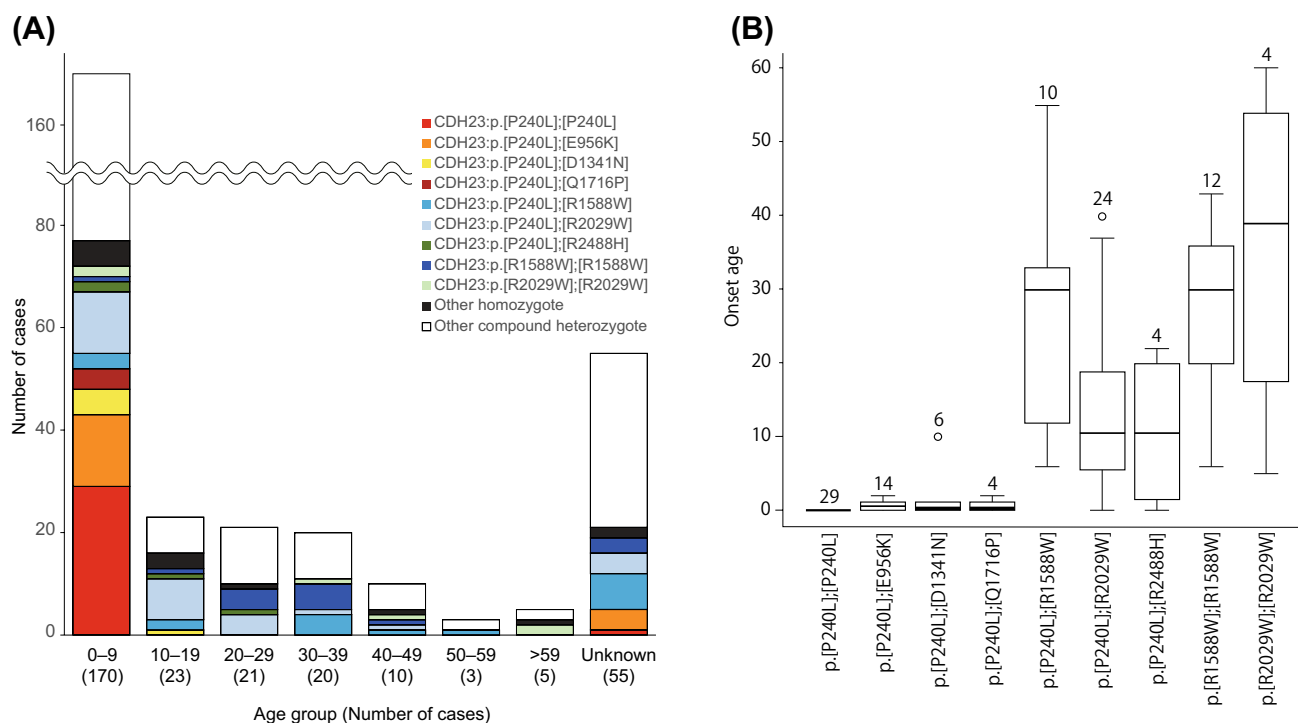 (A)
160
80
60
40
20
0
Number of cases
CDH23:p.[P240L];[P240L]
CDH23:p.[P240L];[E956K]
CDH23:p.[P240L];[D1341N]
CDH23:p.[P240L];[Q1716P]
CDH23:p.[P240L];[R1588W]
CDH23:p.[P240L];[R2029W]
CDH23:p.[P240L];[R2488H]
CDH23:p.[R1588W];[R1588W]
CDH23:p.[R2029W];[R2029W]
Other homozygote
Other compound heterozygote
0–9 10–19 20–29 30–39 40–49 50–59 >59 Unknown
(170) (23) (21) (20) (10) (3) (5) (55)
Age group (Number of cases)
(B)
60
50
40
30
20
10
0
Onset age
29 14 6 4 10 24 4 12 4
p.[P240L];[P240L]
p.[P240L];[E956K]
p.[P240L];[D1341N]
p.[P240L];[Q1716P]
p.[P240L];[R1588W]
p.[P240L];[R2029W]
p.[P240L];[R2488H]
p.[R1588W];[R1588W]
p.[R2029W];[R2029W]